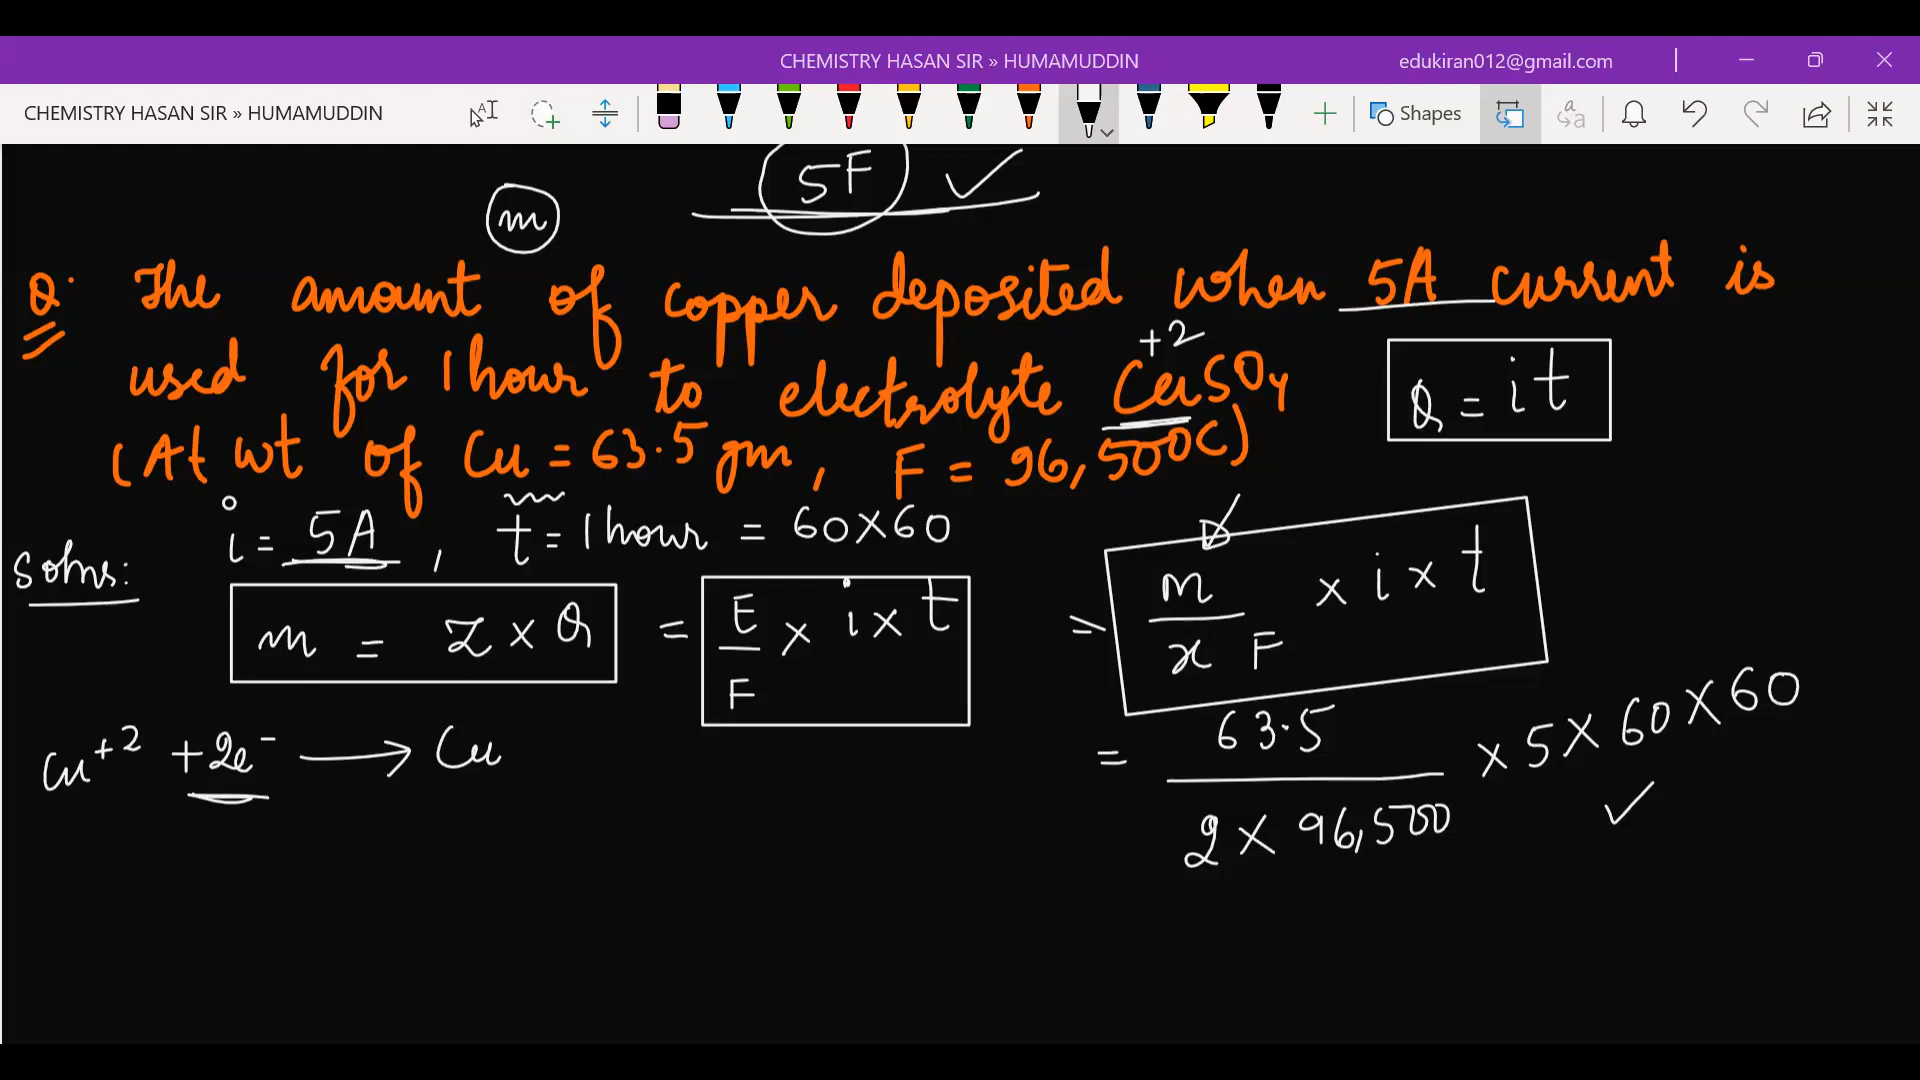 CHEMISTRY HASAN SIR » HUMAMUDDIN
edukiran012@gmail.com
CHEMISTRY HASAN SIR » HUMAMUDDIN
Shapes
5F ✓
m
Q. The amount of copper deposited when 5A current is
used for 1 hour to electrolyte CuSO4
+2
Q = it
(At wt of Cu = 63.5 gm, F = 96,500C)
i = 5A, t = 1 hour = 60×60
Solns:
m = Z × Q = E/F × i × t = m/x F × i × t
Cu+2 + 2e- → Cu
= 63.5 / 2 × 96,500 × 5 × 60 × 60 ✓